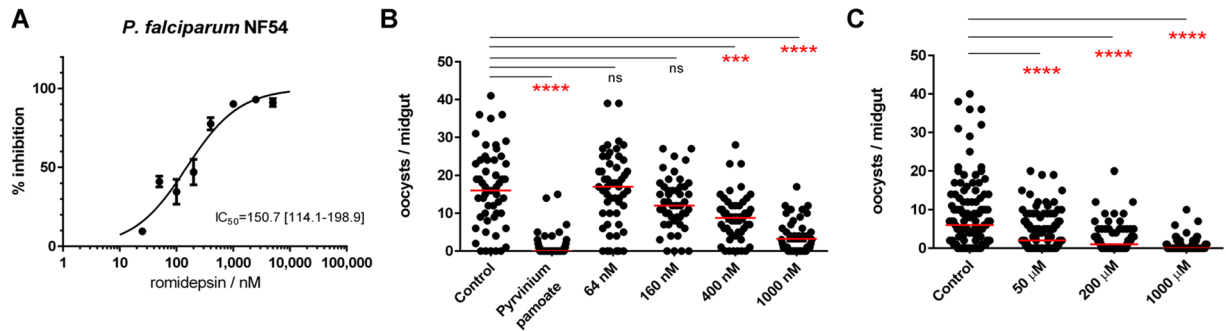 A
P. falciparum NF54
% inhibition
100
50
0
IC50=150.7 [114.1-198.9]
1
10
100
1,000
10,000
100,000
romidepsin / nM
B
oocysts / midgut
50
40
30
20
10
0
****
ns
ns
***
****
Control
Pyrvinium
pamoate
64 nM
160 nM
400 nM
1000 nM
C
oocysts / midgut
50
40
30
20
10
0
****
****
****
Control
50 µM
200 µM
1000 µM